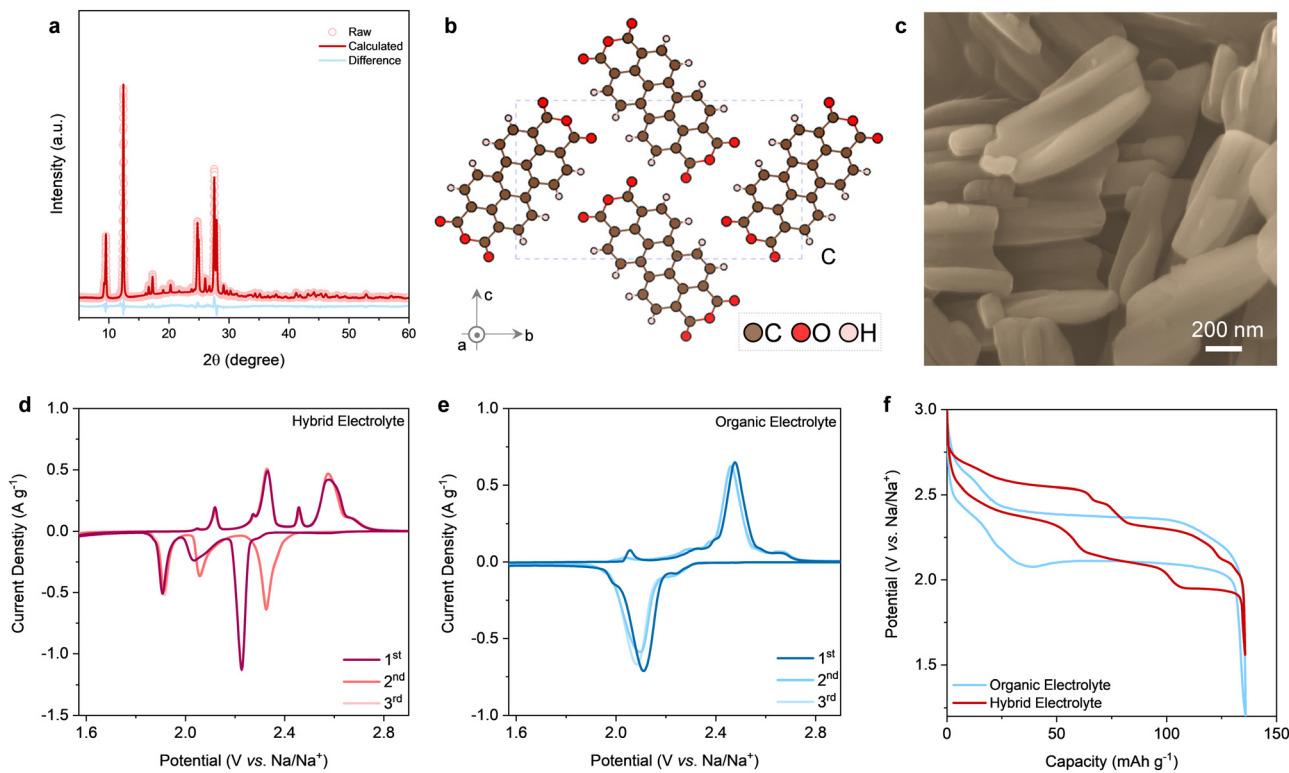 a
Raw
Calculated
Difference
Intensity (a.u.)
10 20 30 40 50 60
2θ (degree)
b
C
c
a b
C O H
c
200 nm
d
Hybrid Electrolyte
1.0
0.5
0.0
-0.5
-1.0
-1.5
Current Density (A g⁻¹)
1st
2nd
3rd
1.6 2.0 2.4 2.8
Potential (V vs. Na/Na⁺)
e
Organic Electrolyte
1.0
0.5
0.0
-0.5
-1.0
Current Density (A g⁻¹)
1st
2nd
3rd
1.6 2.0 2.4 2.8
Potential (V vs. Na/Na⁺)
f
3.0
2.5
2.0
1.5
Potential (V vs. Na/Na⁺)
Organic Electrolyte
Hybrid Electrolyte
0 50 100 150
Capacity (mAh g⁻¹)